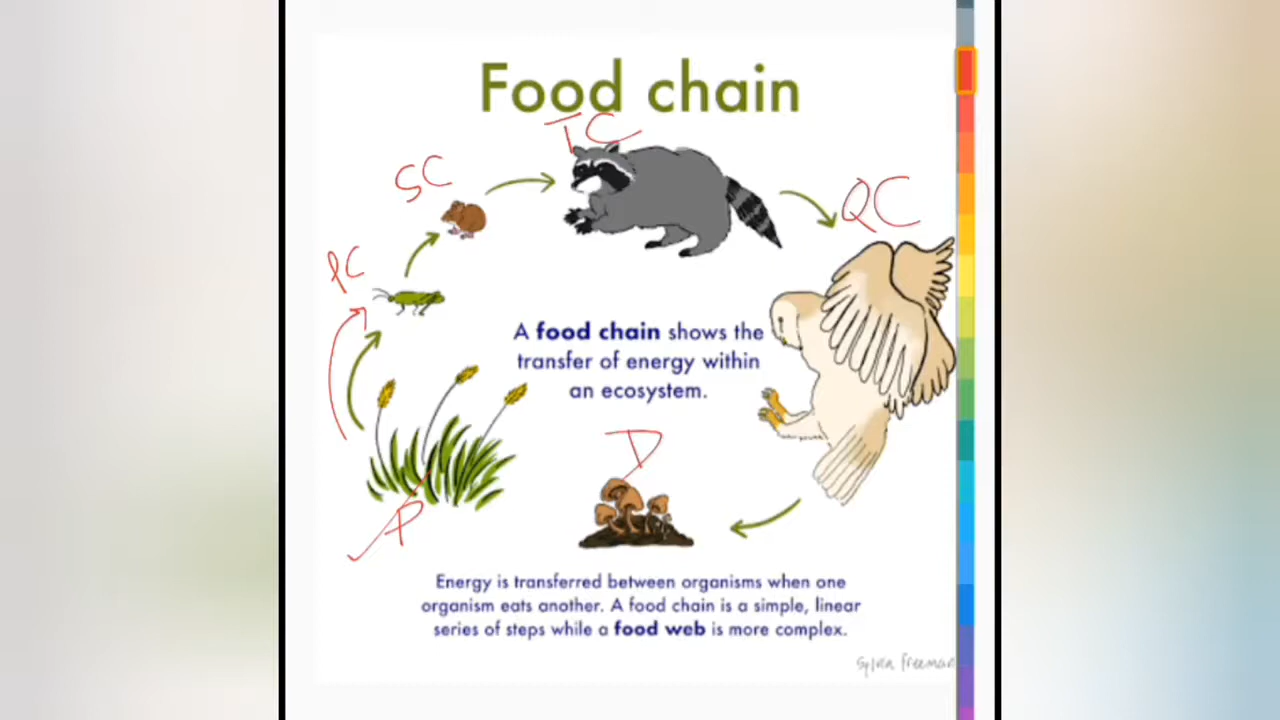 Food chain
TC
SC
QC
PC
A food chain shows the
transfer of energy within
an ecosystem.
D
P
Energy is transferred between organisms when one
organism eats another. A food chain is a simple, linear
series of steps while a food web is more complex.
Sylvia Freeman